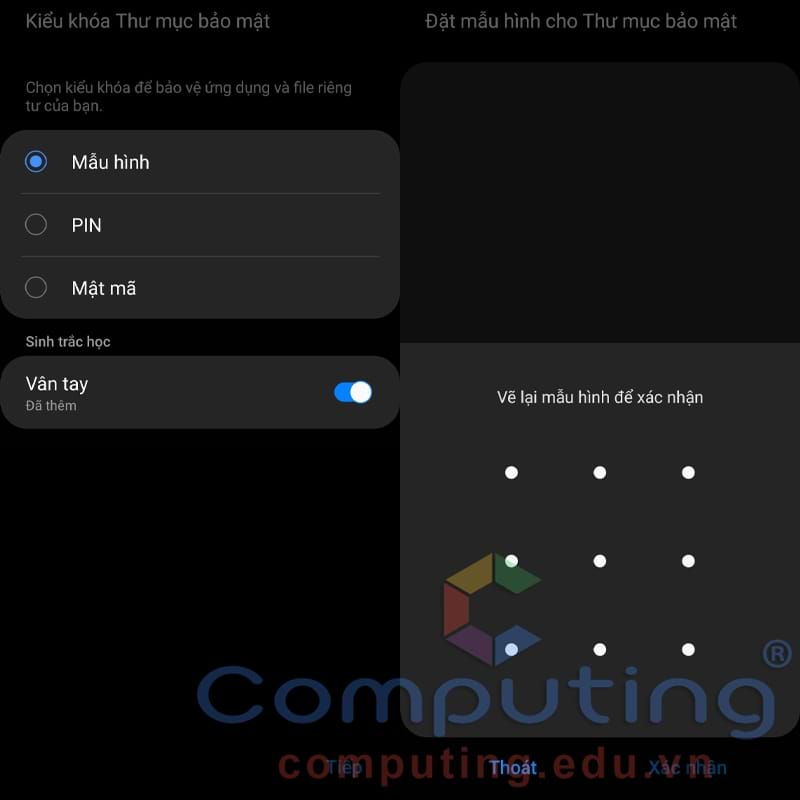 Kiểu khóa Thư mục bảo mật
Chọn kiểu khóa để bảo vệ ứng dụng và file riêng
tư của bạn.
Mẫu hình
PIN
Mật mã
Sinh trắc học
Vân tay
Đã thêm
Tiếp
Đặt mẫu hình cho Thư mục bảo mật
Vẽ lại mẫu hình để xác nhận
Thoát
Xác nhận
Computing®
computing.edu.vn